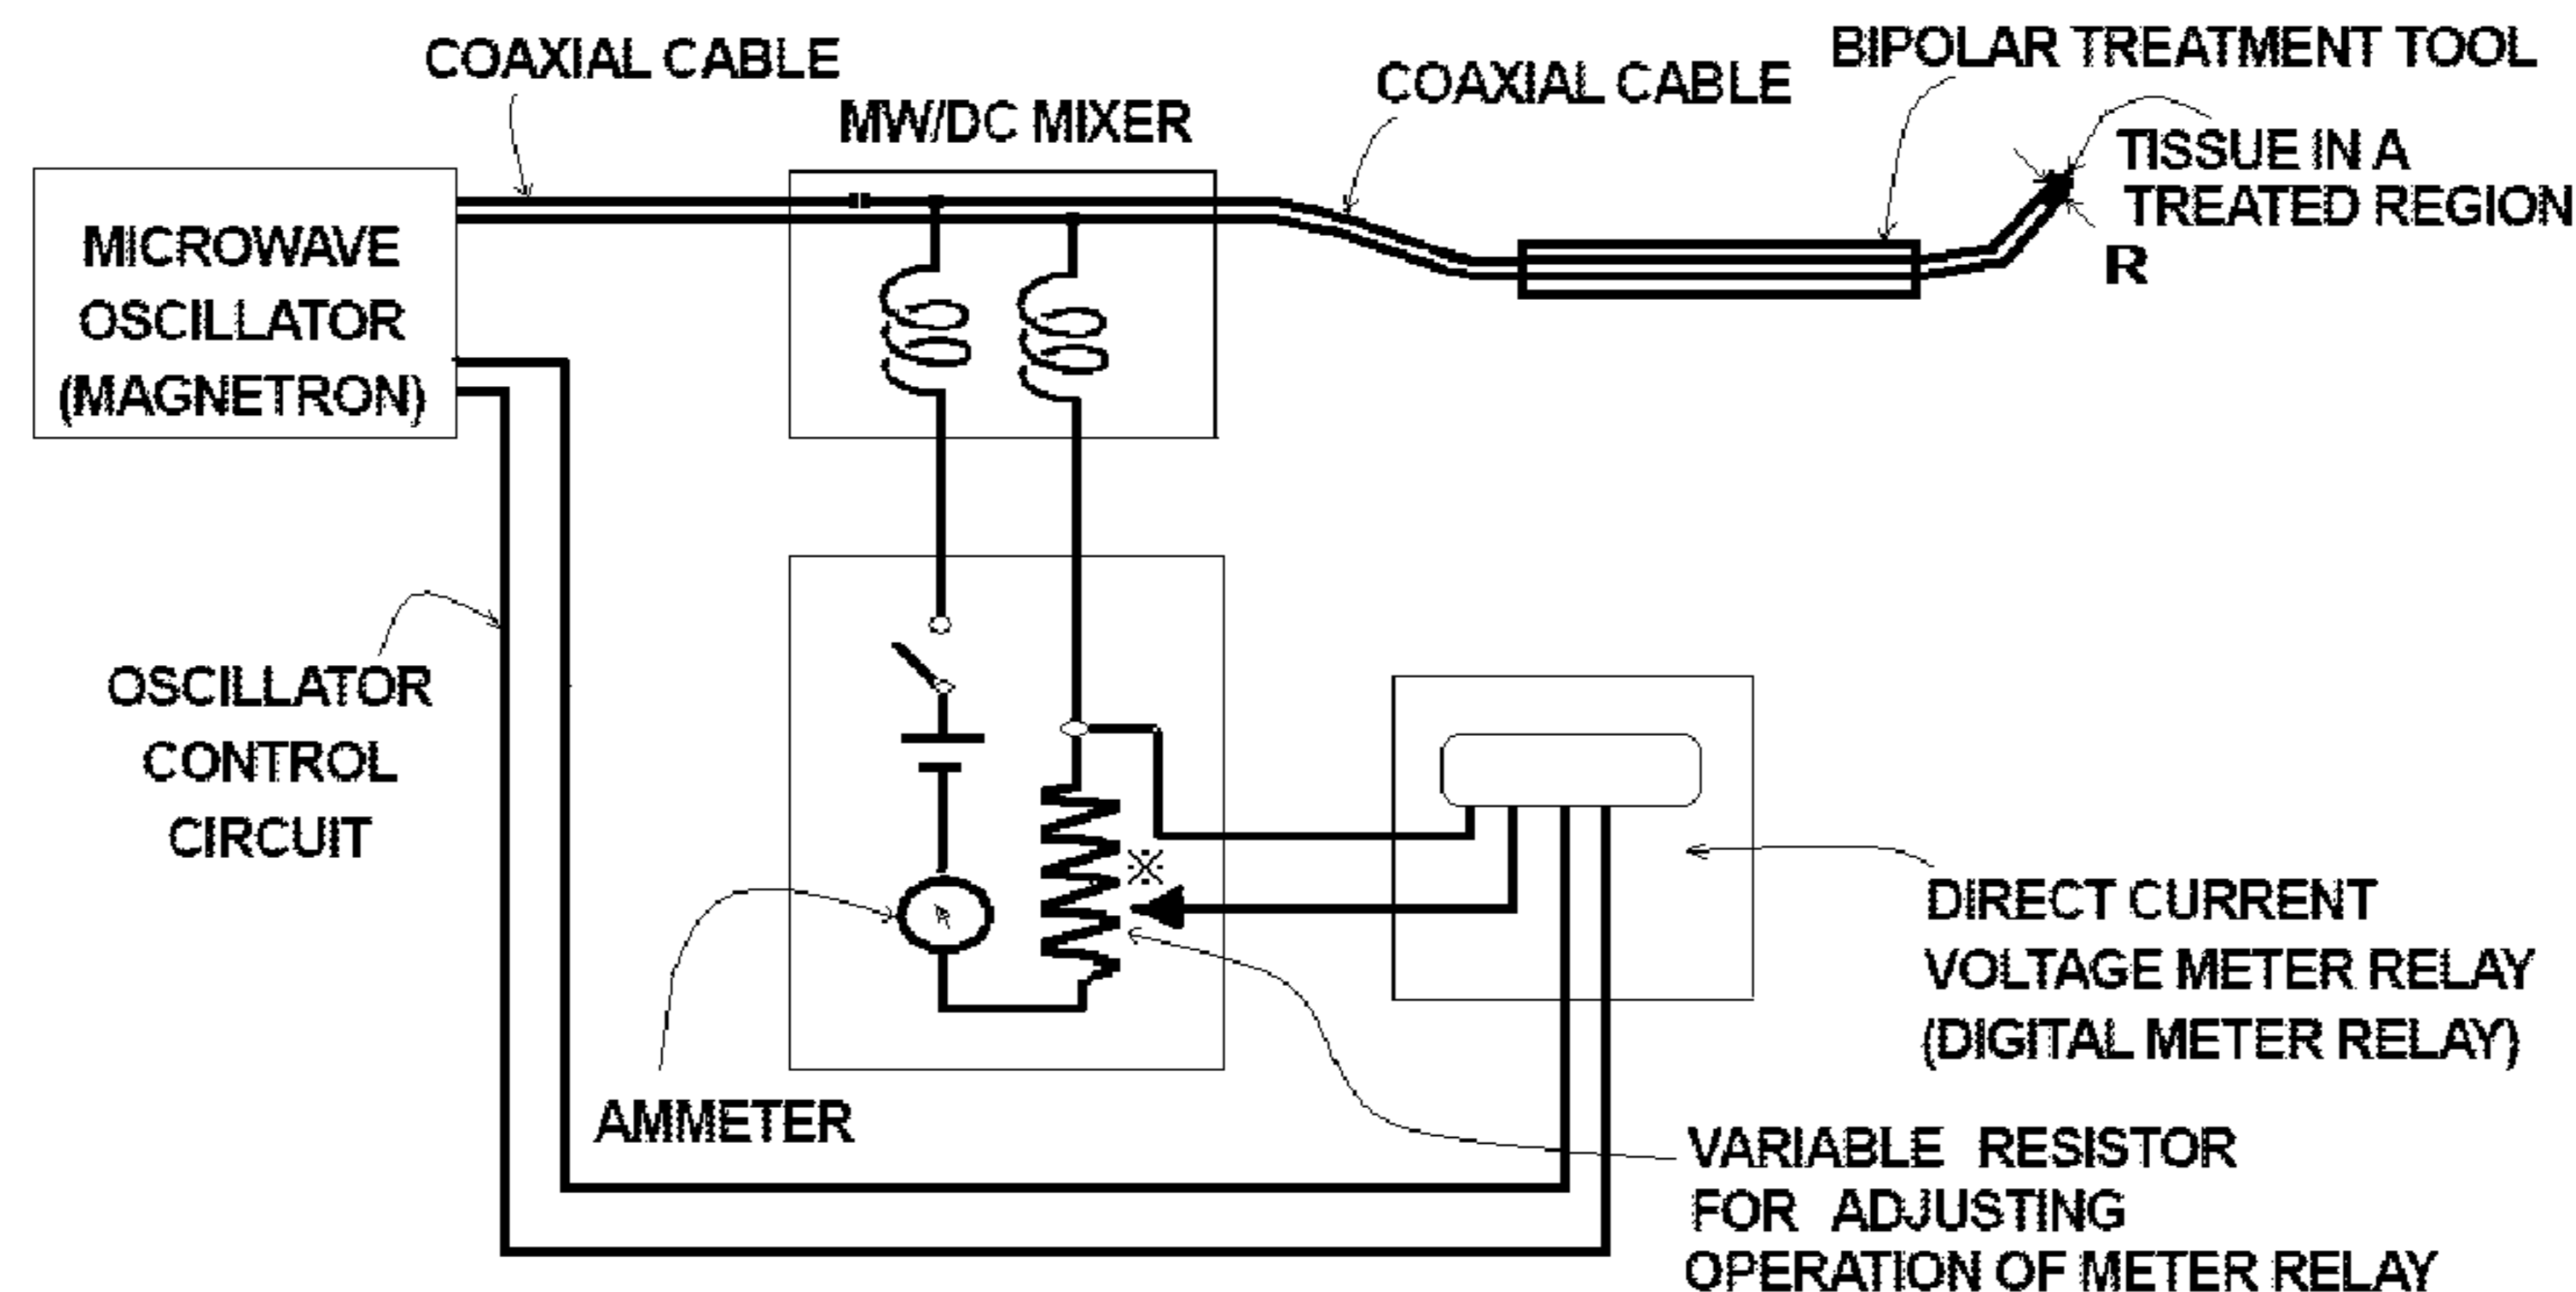 COAXIAL CABLE
MW/DC MIXER
COAXIAL CABLE
BIPOLAR TREATMENT TOOL
TISSUE IN A
TREATED REGION
R
MICROWAVE
OSCILLATOR
(MAGNETRON)
OSCILLATOR
CONTROL
CIRCUIT
※
AMMETER
DIRECT CURRENT
VOLTAGE METER RELAY
(DIGITAL METER RELAY)
VARIABLE RESISTOR
FOR ADJUSTING
OPERATION OF METER RELAY